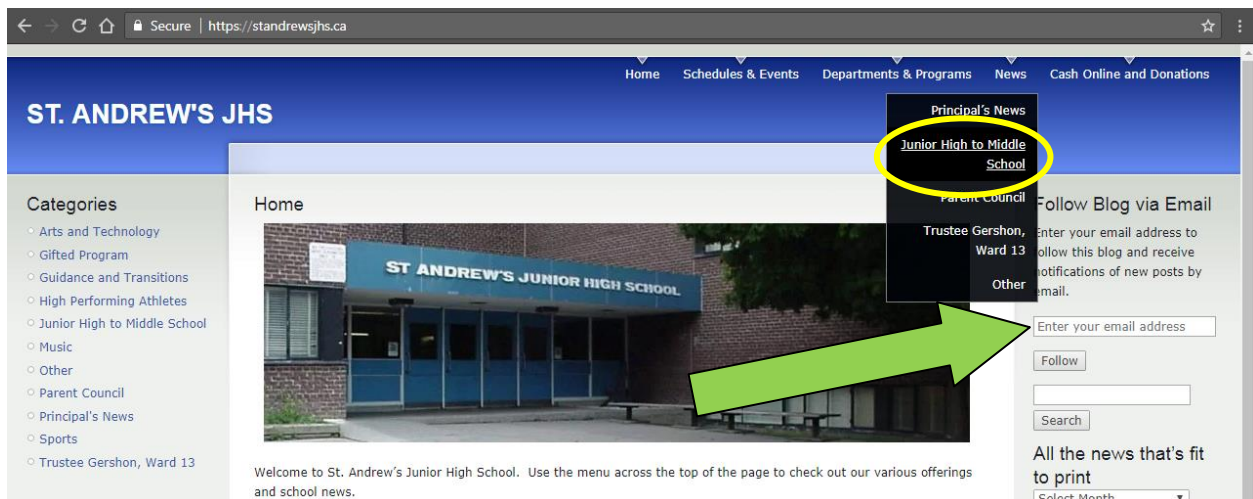 Secure | https://standrewsjhs.ca
Home Schedules & Events Departments & Programs News Cash Online and Donations
ST. ANDREW'S JHS
Principal's News
Junior High to Middle
School
Parent Council
Trustee Gershon,
Ward 13
Other
Categories
Arts and Technology
Gifted Program
Guidance and Transitions
High Performing Athletes
Junior High to Middle School
Music
Other
Parent Council
Principal's News
Sports
Trustee Gershon, Ward 13
Home
ST ANDREW'S JUNIOR HIGH SCHOOL
Welcome to St. Andrew's Junior High School. Use the menu across the top of the page to check out our various offerings
and school news.
Follow Blog via Email
Enter your email address to
follow this blog and receive
notifications of new posts by
email.
Enter your email address
Follow
Search
All the news that's fit
to print
Select Month